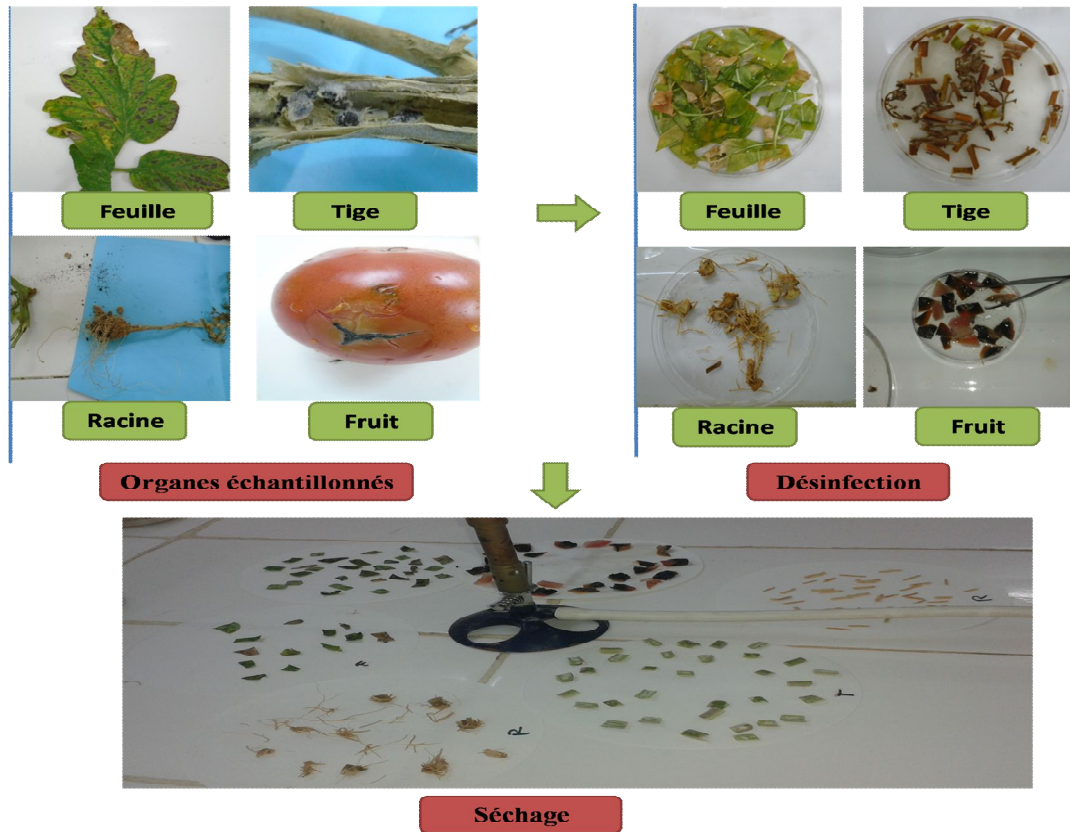 Feuille
Tige
Feuille
Tige
Racine
Fruit
Racine
Fruit
Organes échantillonnés
Désinfection
R
F
T
R
Séchage